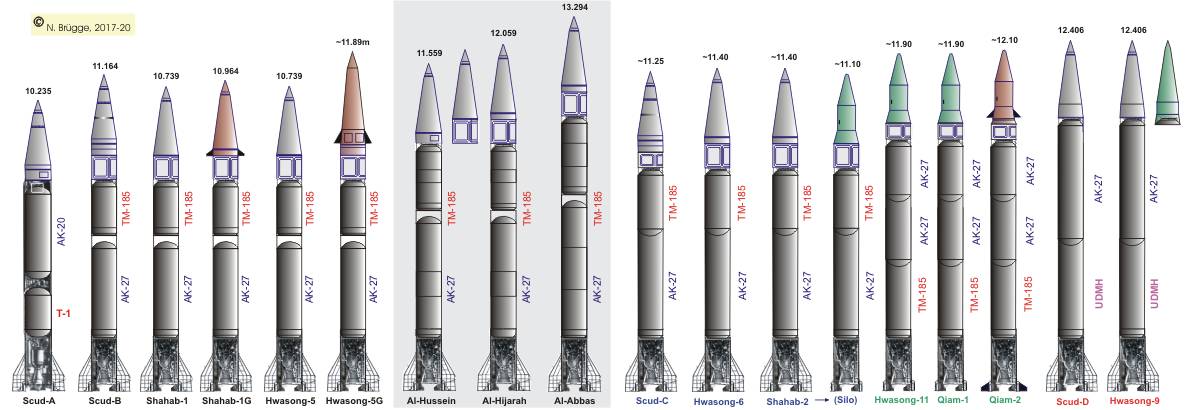 © N. Brügge, 2017-20
10.235
11.164
10.739
10.964
10.739
~11.89m
11.559
12.059
13.294
~11.25
~11.40
~11.40
~11.10
~11.90
~11.90
~12.10
12.406
12.406
AK-20
T-1
TM-185
AK-27
TM-185
AK-27
TM-185
AK-27
TM-185
AK-27
TM-185
AK-27
TM-185
AK-27
TM-185
AK-27
TM-185
AK-27
TM-185
AK-27
TM-185
AK-27
TM-185
AK-27
TM-185
AK-27
AK-27
AK-27
TM-185
AK-27
AK-27
TM-185
AK-27
AK-27
TM-185
AK-27
UDMH
AK-27
UDMH
Scud-A
Scud-B
Shahab-1
Shahab-1G
Hwasong-5
Hwasong-5G
Al-Hussein
Al-Hijarah
Al-Abbas
Scud-C
Hwasong-6
Shahab-2 → (Silo)
Hwasong-11
Qiam-1
Qiam-2
Scud-D
Hwasong-9